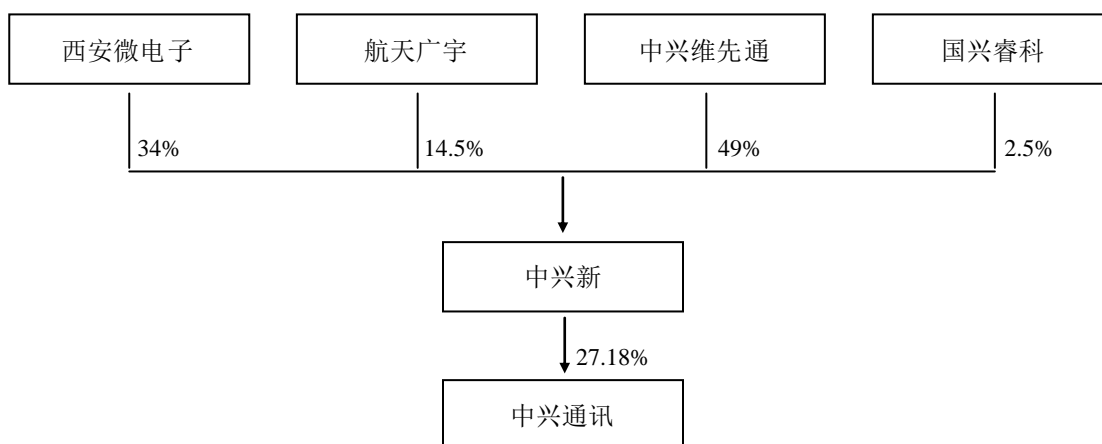 西安微电子
航天广宇
中兴维先通
国兴睿科
34%
14.5%
49%
2.5%
中兴新
27.18%
中兴通讯